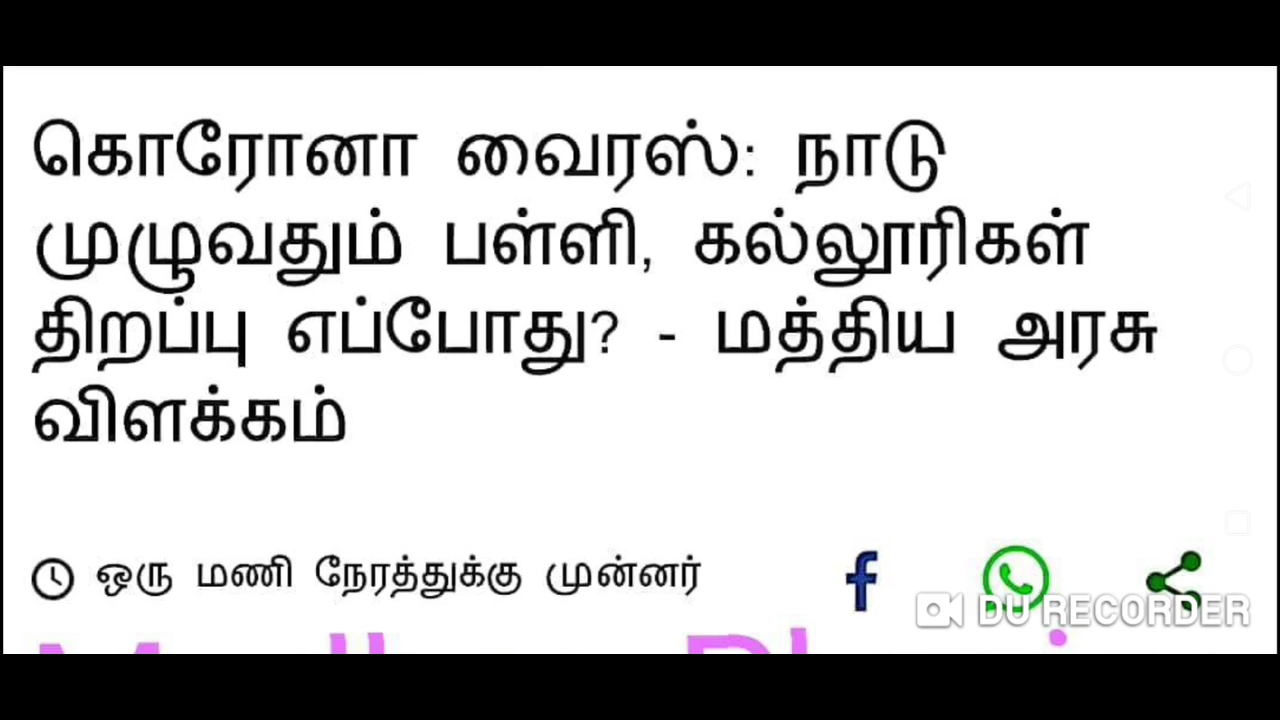 கொரோனா வைரஸ்: நாடு
முழுவதும் பள்ளி, கல்லூரிகள்
திறப்பு எப்போது? - மத்திய அரசு
விளக்கம்
ஒரு மணி நேரத்துக்கு முன்னர்
DU RECORDER